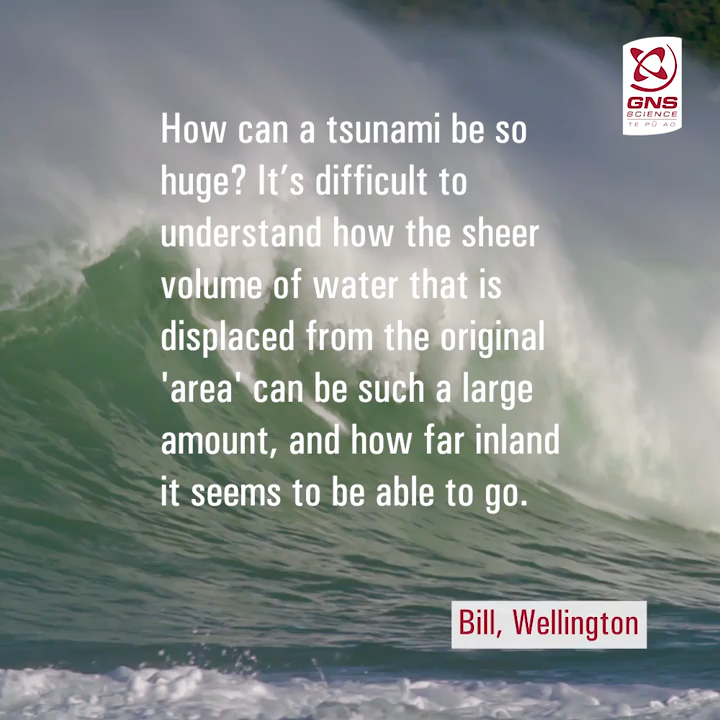 GNS
SCIENCE
TE PŪ AO
How can a tsunami be so
huge? It’s difficult to
understand how the sheer
volume of water that is
displaced from the original
'area' can be such a large
amount, and how far inland
it seems to be able to go.
Bill, Wellington